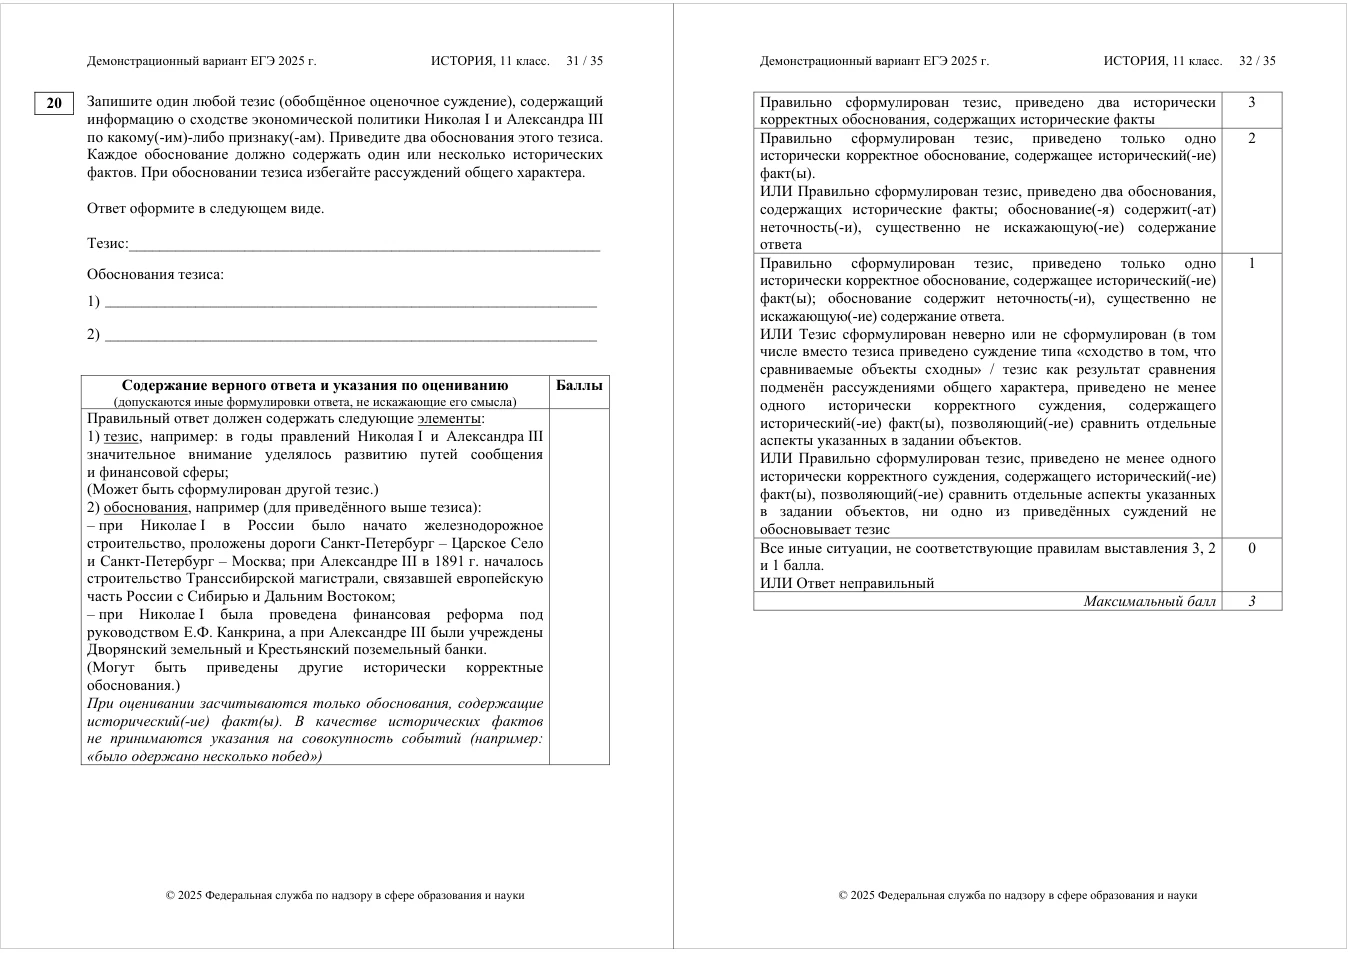 Демонстрационный вариант ЕГЭ 2025 г.
ИСТОРИЯ, 11 класс. 31 / 35
20
Запишите один любой тезис (обобщённое оценочное суждение), содержащий
информацию о сходстве экономической политики Николая I и Александра III
по какому(-им)-либо признаку(-ам). Приведите два обоснования этого тезиса.
Каждое обоснование должно содержать один или несколько исторических
фактов. При обосновании тезиса избегайте рассуждений общего характера.
Ответ оформите в следующем виде.
Тезис:____________________________________________________________
Обоснования тезиса:
1) _______________________________________________________________
2) _______________________________________________________________
Содержание верного ответа и указания по оцениванию
(допускаются иные формулировки ответа, не искажающие его смысла)
Баллы
Правильный ответ должен содержать следующие элементы:
1) тезис, например: в годы правлений Николая I и Александра III
значительное внимание уделялось развитию путей сообщения
и финансовой сферы;
(Может быть сформулирован другой тезис.)
2) обоснования, например (для приведённого выше тезиса):
– при Николае I в России было начато железнодорожное
строительство, проложены дороги Санкт-Петербург – Царское Село
и Санкт-Петербург – Москва; при Александре III в 1891 г. началось
строительство Транссибирской магистрали, связавшей европейскую
часть России с Сибирью и Дальним Востоком;
– при Николае I была проведена финансовая реформа под
руководством Е.Ф. Канкрина, а при Александре III были учреждены
Дворянский земельный и Крестьянский поземельный банки.
(Могут быть приведены другие исторически корректные
обоснования.)
При оценивании засчитываются только обоснования, содержащие
исторический(-ие) факт(ы). В качестве исторических фактов
не принимаются указания на совокупность событий (например:
«было одержано несколько побед»)
© 2025 Федеральная служба по надзору в сфере образования и науки
Демонстрационный вариант ЕГЭ 2025 г.
ИСТОРИЯ, 11 класс. 32 / 35
Правильно сформулирован тезис, приведено два исторически
корректных обоснования, содержащих исторические факты
3
Правильно сформулирован тезис, приведено только одно
исторически корректное обоснование, содержащее исторический(-ие)
факт(ы).
ИЛИ Правильно сформулирован тезис, приведено два обоснования,
содержащих исторические факты; обоснование(-я) содержит(-ат)
неточность(-и), существенно не искажающую(-ие) содержание
ответа
2
Правильно сформулирован тезис, приведено только одно
исторически корректное обоснование, содержащее исторический(-ие)
факт(ы); обоснование содержит неточность(-и), существенно не
искажающую(-ие) содержание ответа.
ИЛИ Тезис сформулирован неверно или не сформулирован (в том
числе вместо тезиса приведено суждение типа «сходство в том, что
сравниваемые объекты сходны» / тезис как результат сравнения
подменён рассуждениями общего характера, приведено не менее
одного исторически корректного суждения, содержащего
исторический(-ие) факт(ы), позволяющий(-ие) сравнить отдельные
аспекты указанных в задании объектов.
ИЛИ Правильно сформулирован тезис, приведено не менее одного
исторически корректного суждения, содержащего исторический(-ие)
факт(ы), позволяющий(-ие) сравнить отдельные аспекты указанных
в задании объектов, ни одно из приведённых суждений не
обосновывает тезис
1
Все иные ситуации, не соответствующие правилам выставления 3, 2
и 1 балла.
ИЛИ Ответ неправильный
0
Максимальный балл
3
© 2025 Федеральная служба по надзору в сфере образования и науки